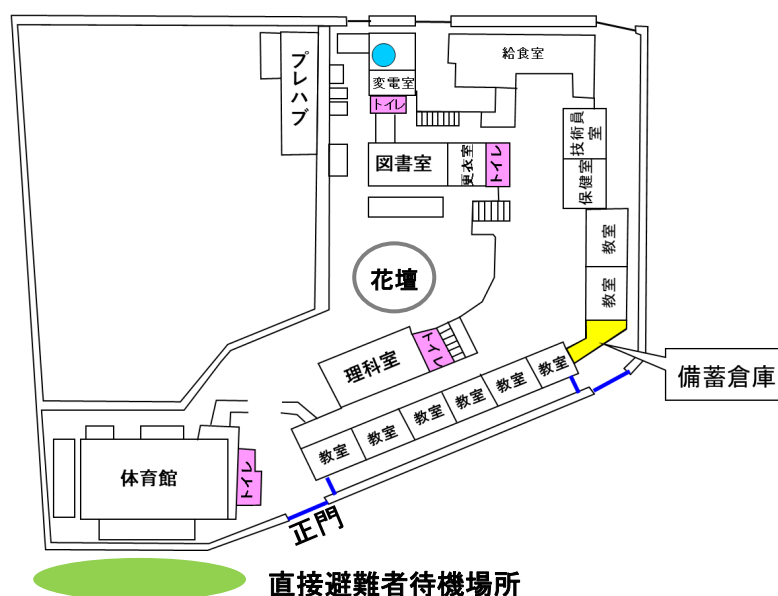 プレハブ
変電室
給食室
トイレ
技術員室
図書室
更衣室
トイレ
保健室
教室
花壇
教室
理科室
トイレ
備蓄倉庫
教室
教室
教室
教室
教室
教室
体育館
トイレ
正門
直接避難者待機場所